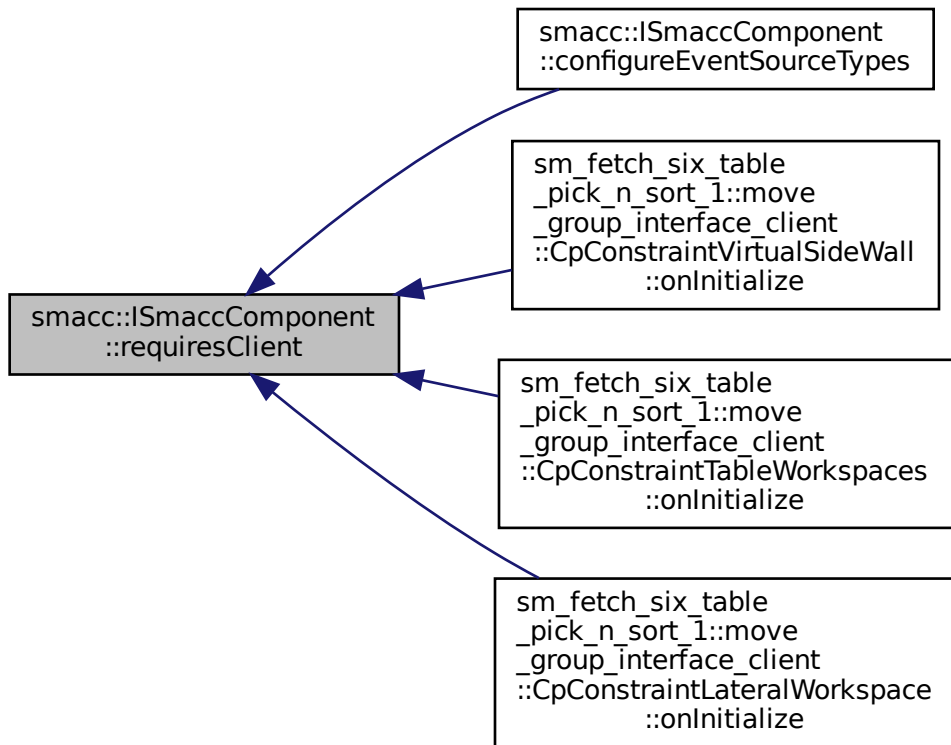 smacc::ISmaccComponent
::configureEventSourceTypes
sm_fetch_six_table
_pick_n_sort_1::move
_group_interface_client
::CpConstraintVirtualSideWall
::onInitialize
smacc::ISmaccComponent
::requiresClient
sm_fetch_six_table
_pick_n_sort_1::move
_group_interface_client
::CpConstraintTableWorkspaces
::onInitialize
sm_fetch_six_table
_pick_n_sort_1::move
_group_interface_client
::CpConstraintLateralWorkspace
::onInitialize